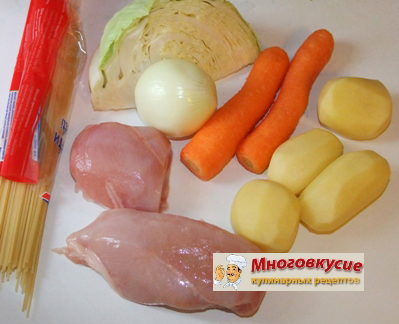 Многовкусие
кулинарных рецептов